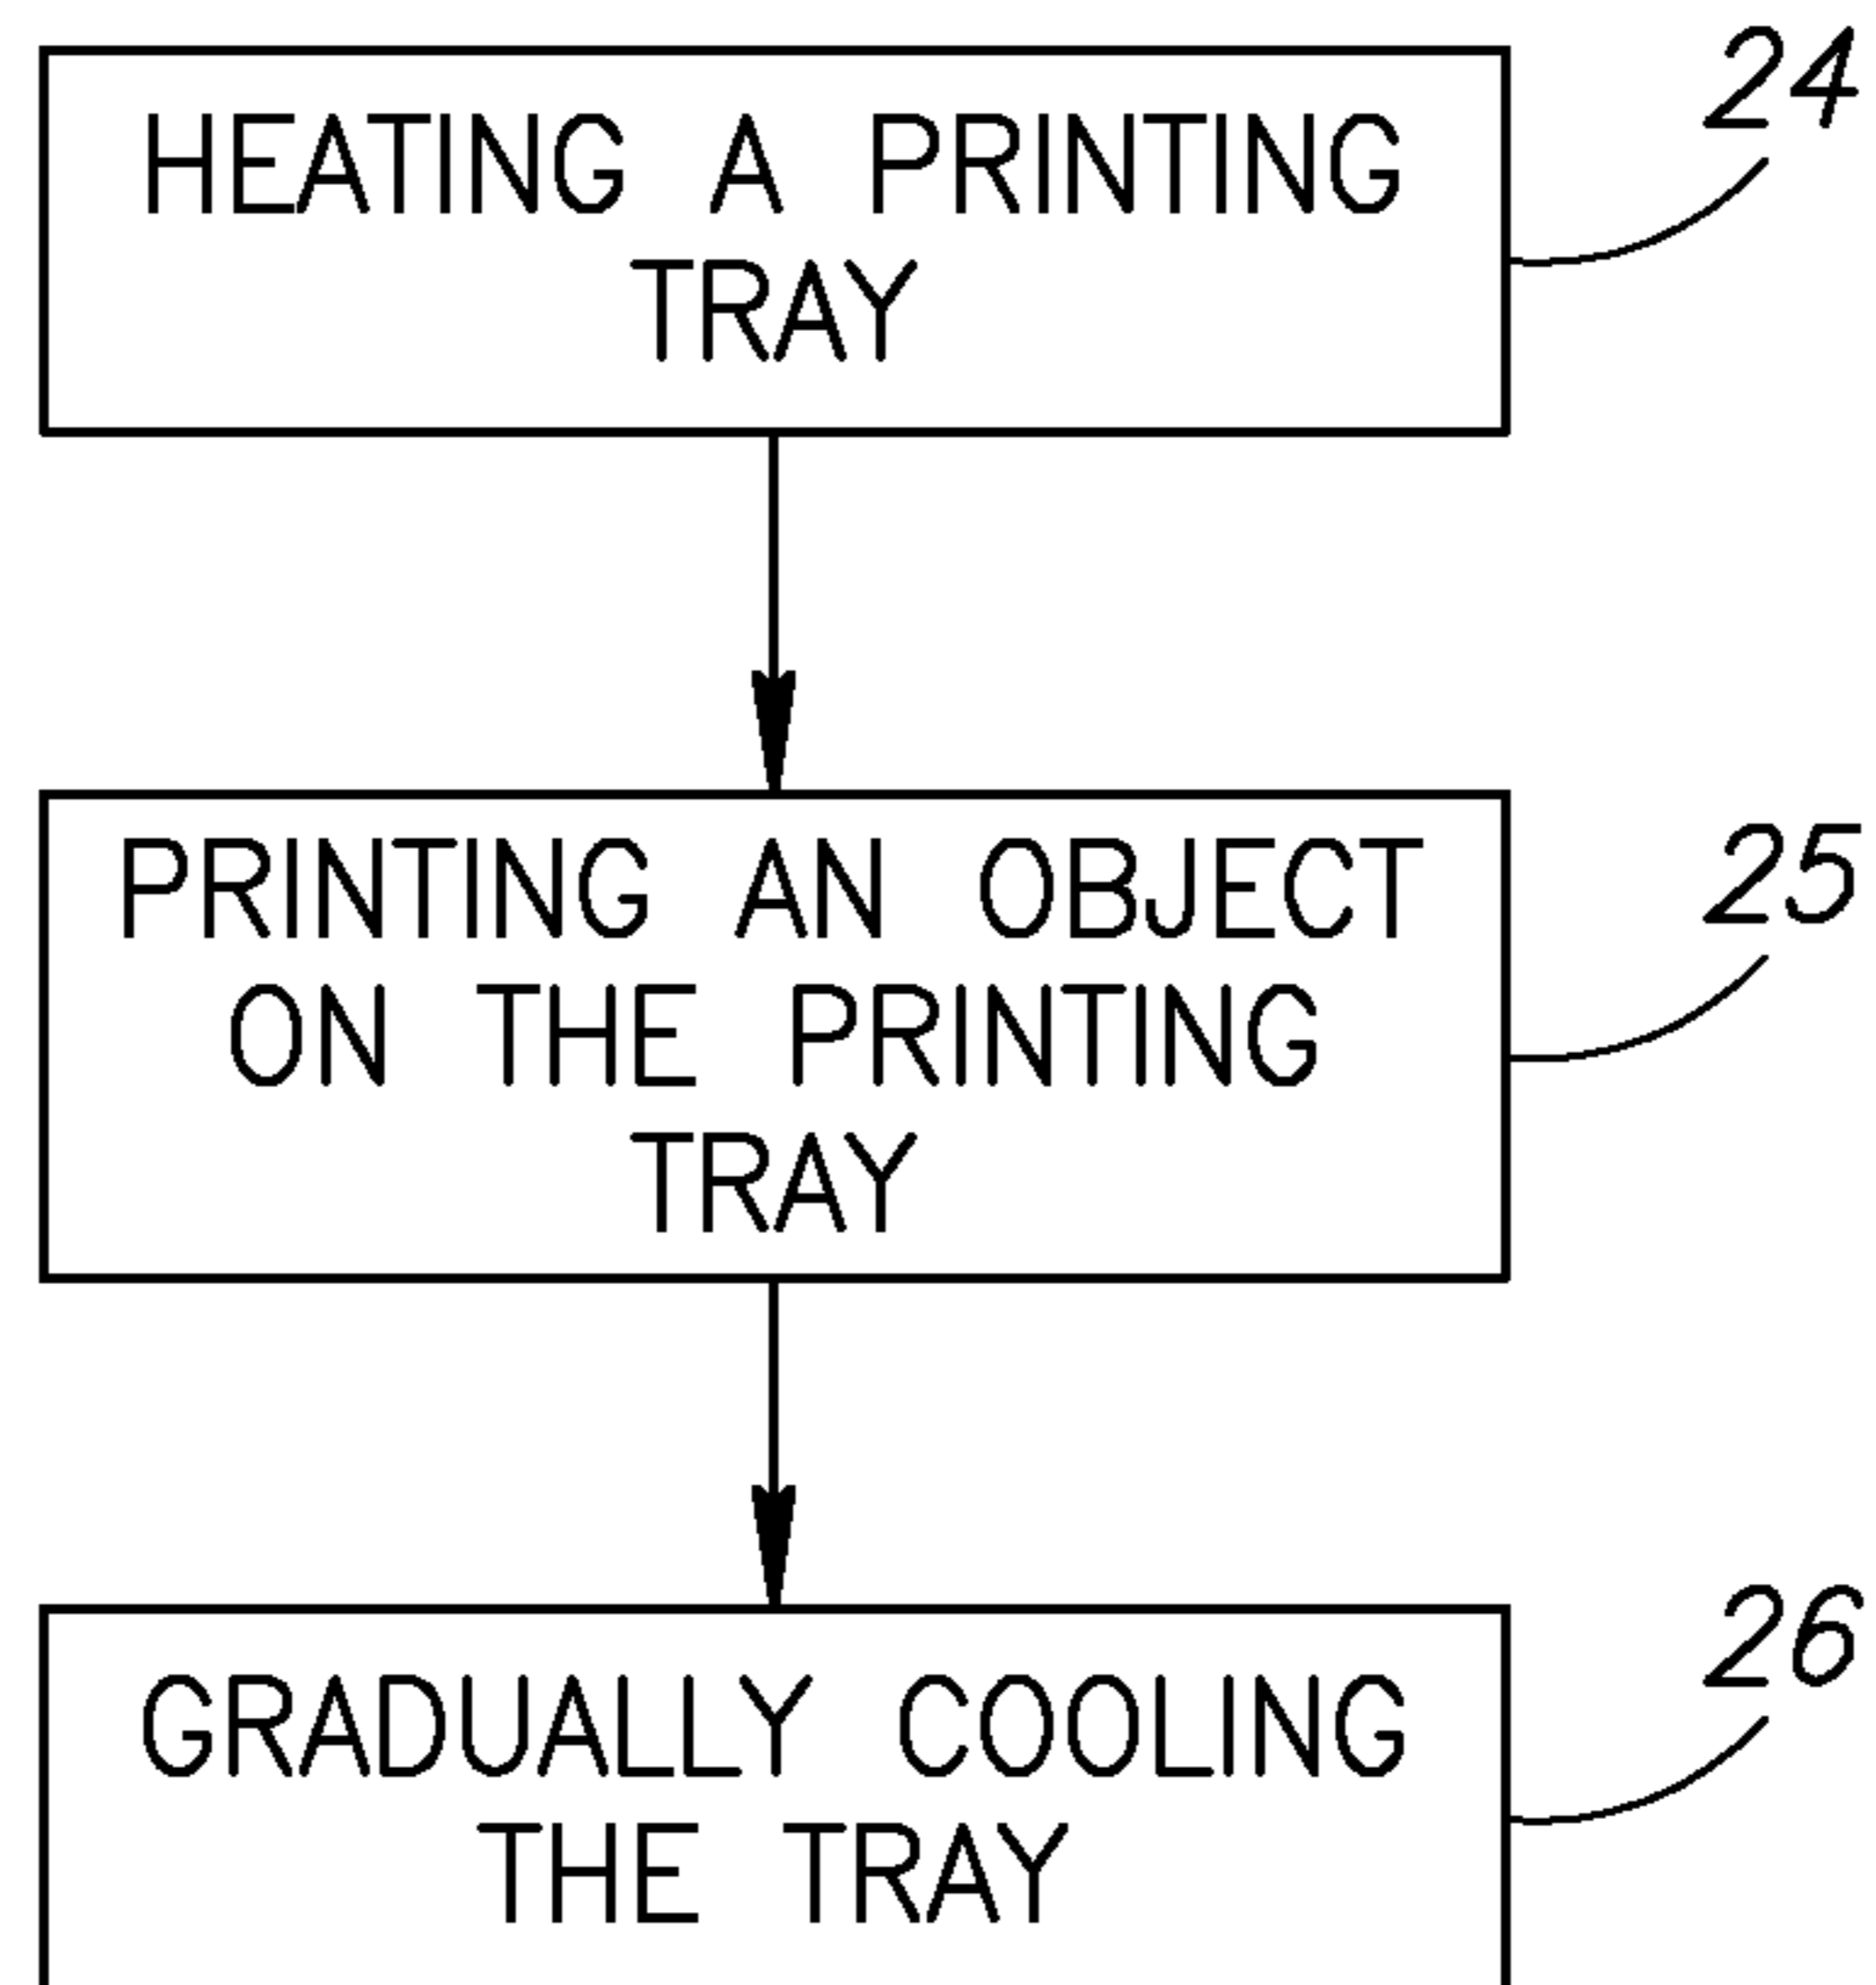 24
HEATING A PRINTING
TRAY
25
PRINTING AN OBJECT
ON THE PRINTING
TRAY
26
GRADUALLY COOLING
THE TRAY